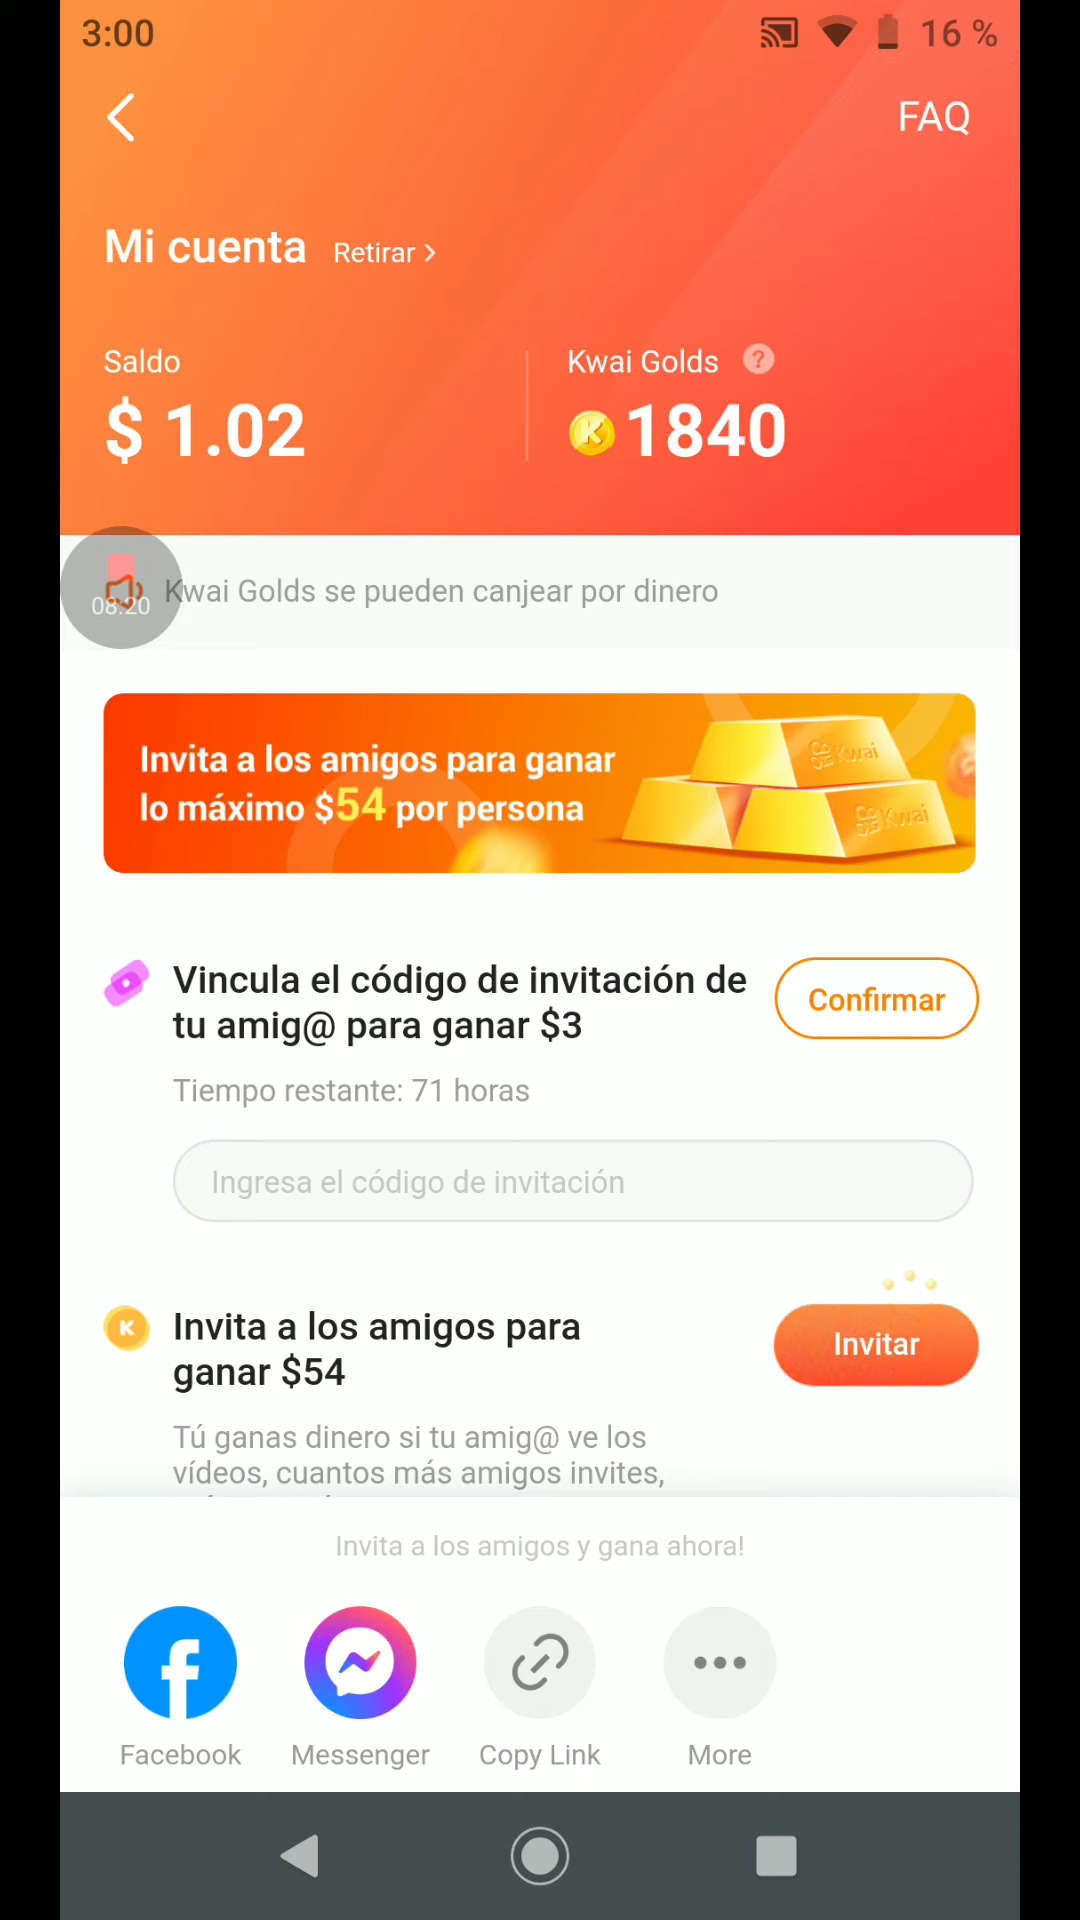 3:00
16 %
FAQ
Mi cuenta Retirar
Saldo
Kwai Golds ?
$ 1.02
1840
08:20
Kwai Golds se pueden canjear por dinero
Invita a los amigos para ganar
lo máximo $54 por persona
Kwai
Kwai
Vincula el código de invitación de
tu amig@ para ganar $3
Confirmar
Tiempo restante: 71 horas
Ingresa el código de invitación
Invita a los amigos para
ganar $54
Invitar
Tú ganas dinero si tu amig@ ve los
vídeos, cuantos más amigos invites,
Invita a los amigos y gana ahora!
Facebook
Messenger
Copy Link
More